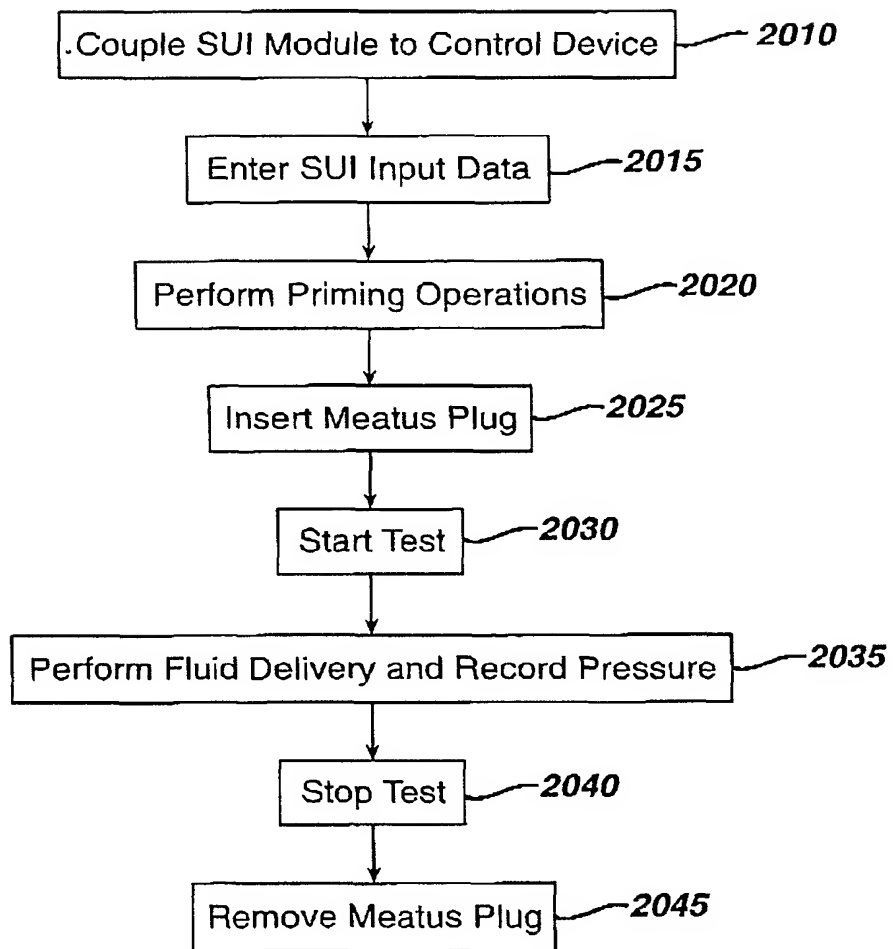 .Couple SUI Module to Control Device 2010
Enter SUI Input Data 2015
Perform Priming Operations 2020
Insert Meatus Plug 2025
Start Test 2030
Perform Fluid Delivery and Record Pressure 2035
Stop Test 2040
Remove Meatus Plug 2045